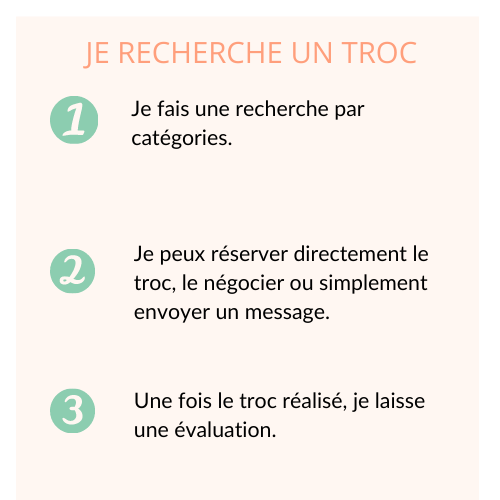 JE RECHERCHE UN TROC
1
Je fais une recherche par
catégories.
2
Je peux réserver directement le
troc, le négocier ou simplement
envoyer un message.
3
Une fois le troc réalisé, je laisse
une évaluation.